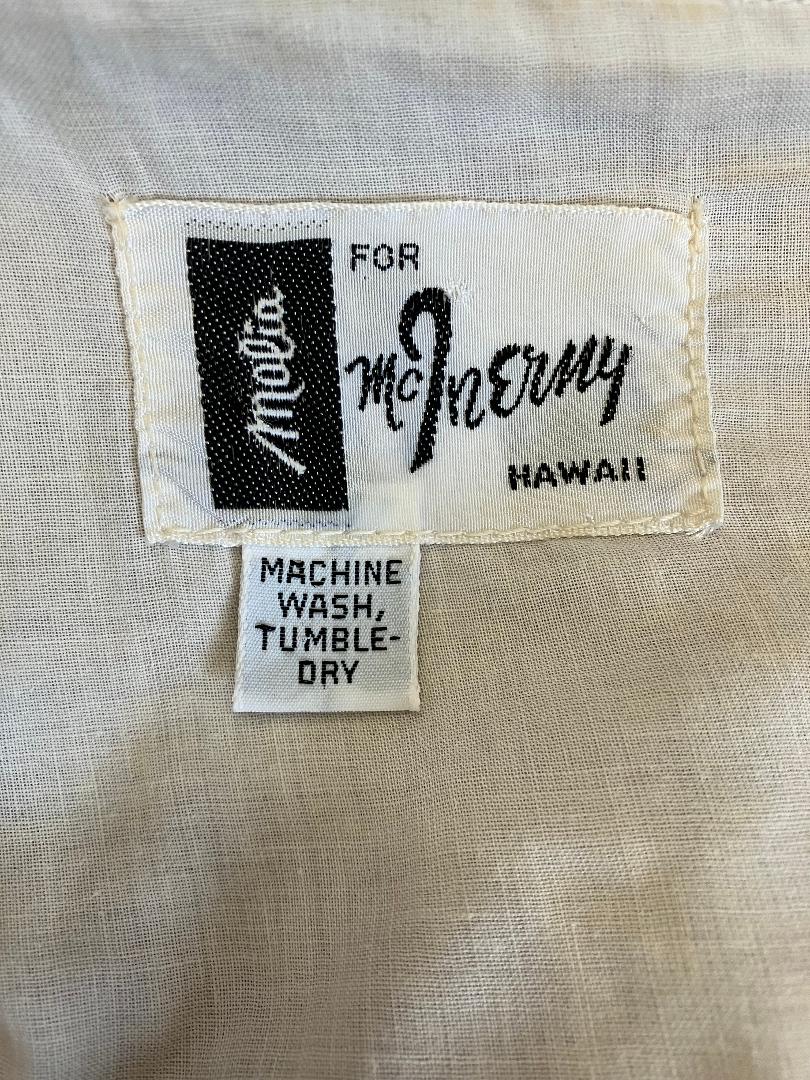 Malia
FOR
McInerny
HAWAII
MACHINE
WASH,
TUMBLE-
DRY